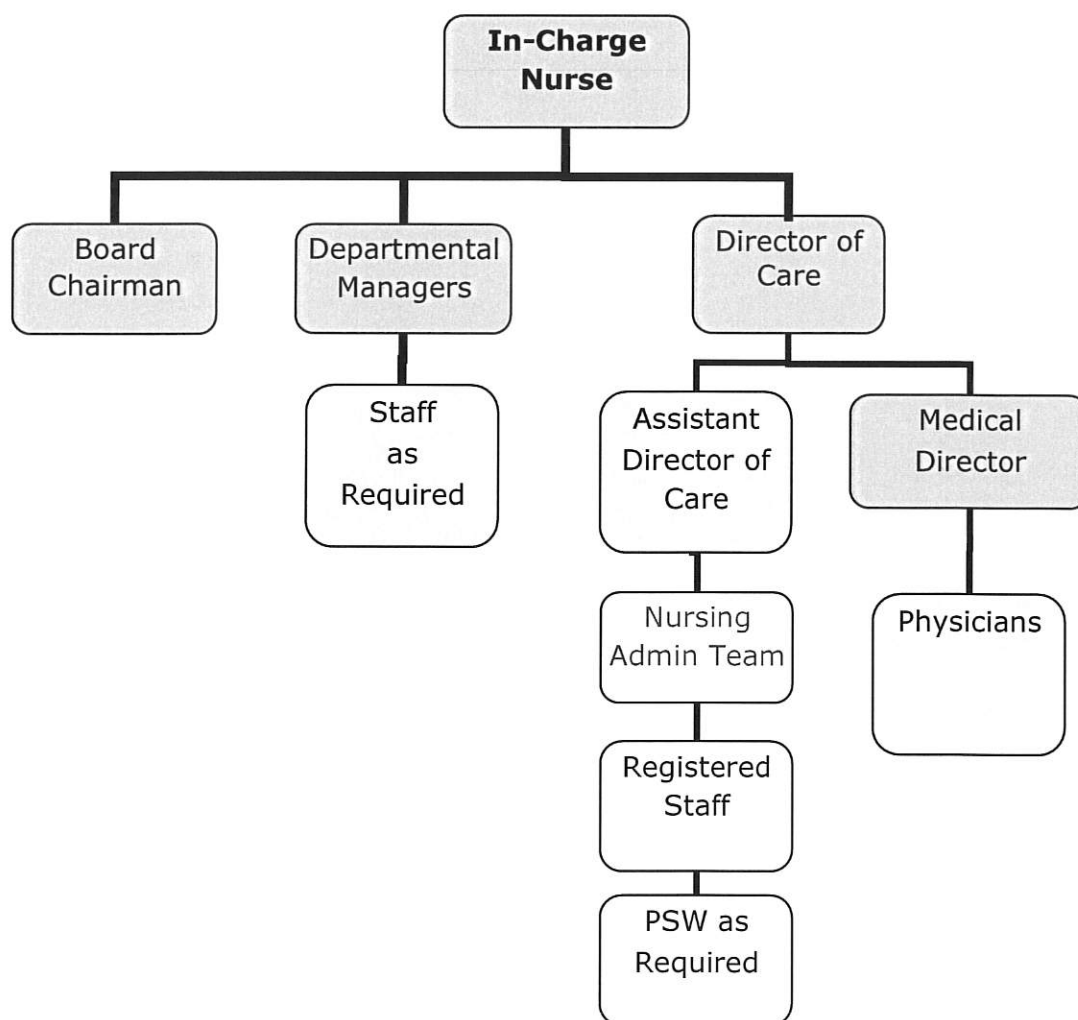 In-Charge
Nurse
Board
Chairman
Departmental
Managers
Director of
Care
Staff
as
Required
Assistant
Director of
Care
Medical
Director
Nursing
Admin Team
Physicians
Registered
Staff
PSW as
Required